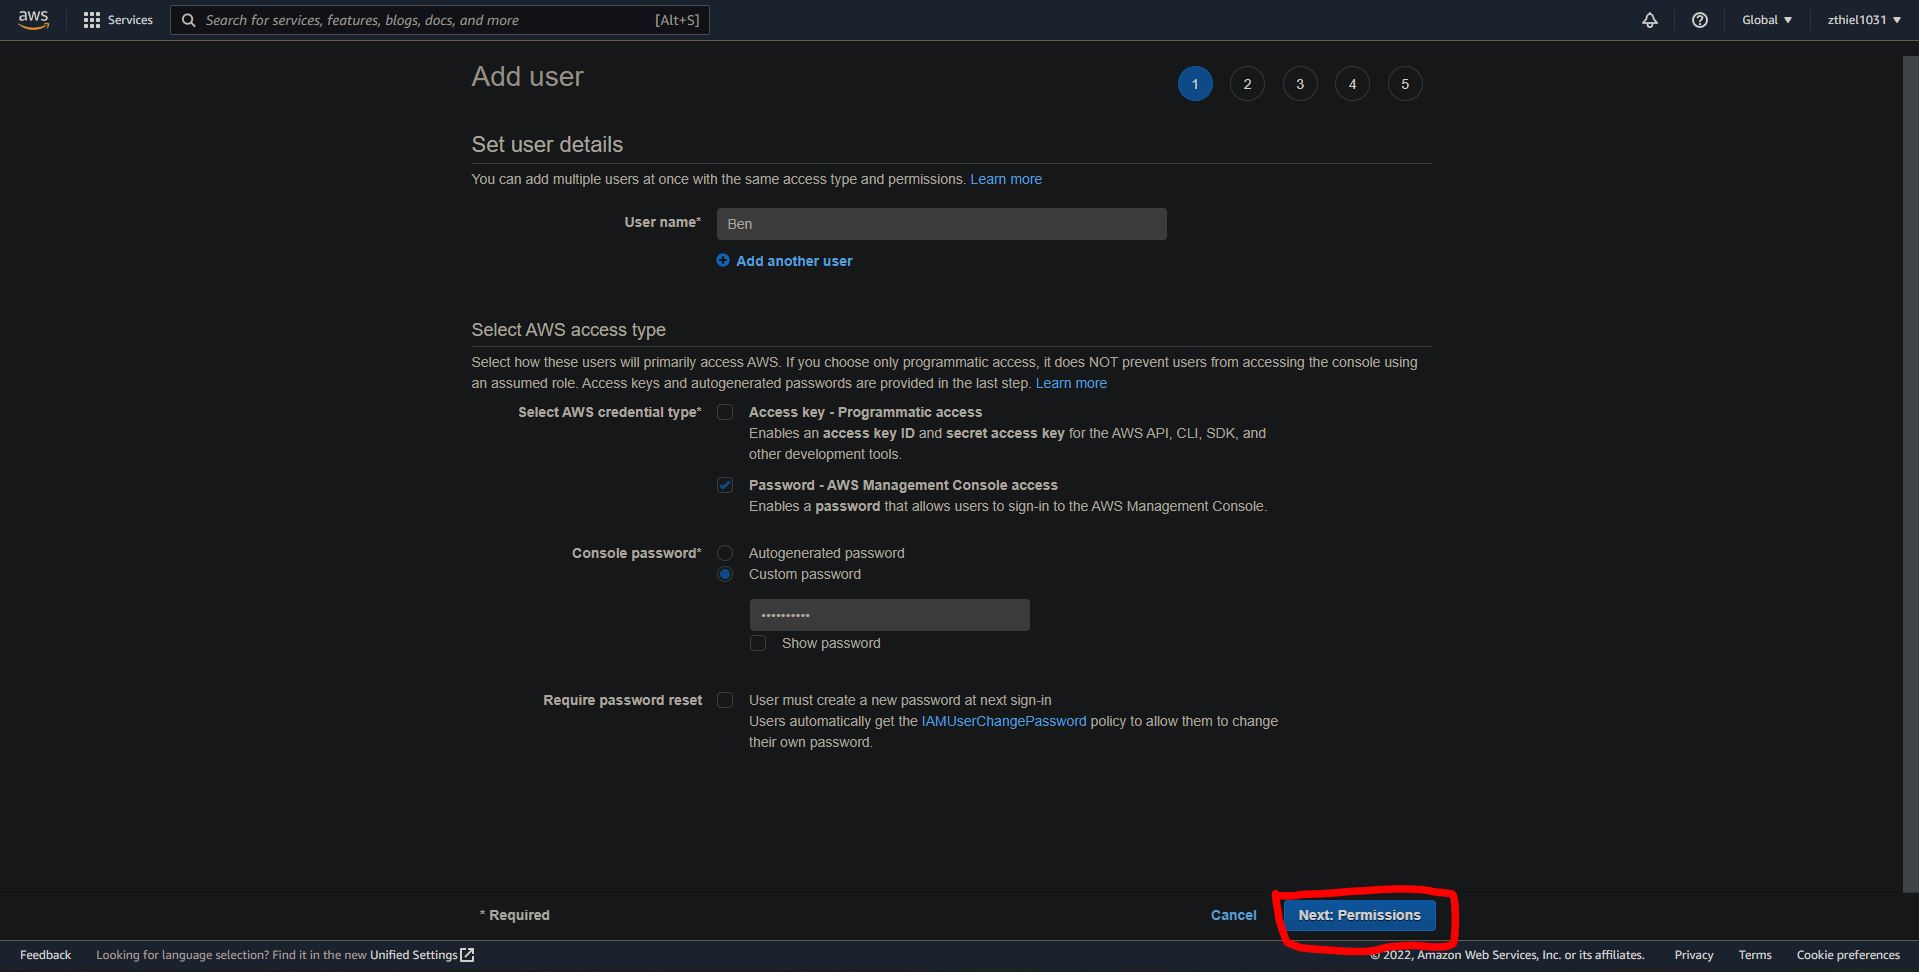 aws Services Search for services, features, blogs, docs, and more [Alt+S] Global zthiel1031
Add user 1 2 3 4 5
Set user details
You can add multiple users at once with the same access type and permissions. Learn more
User name* Ben
Add another user
Select AWS access type
Select how these users will primarily access AWS. If you choose only programmatic access, it does NOT prevent users from accessing the console using
an assumed role. Access keys and autogenerated passwords are provided in the last step. Learn more
Select AWS credential type* Access key - Programmatic access
Enables an access key ID and secret access key for the AWS API, CLI, SDK, and
other development tools.
Password - AWS Management Console access
Enables a password that allows users to sign-in to the AWS Management Console.
Console password* Autogenerated password
Custom password
••••••••••
Show password
Require password reset User must create a new password at next sign-in
Users automatically get the IAMUserChangePassword policy to allow them to change
their own password.
* Required Cancel Next: Permissions
Feedback Looking for language selection? Find it in the new Unified Settings © 2022, Amazon Web Services, Inc. or its affiliates. Privacy Terms Cookie preferences